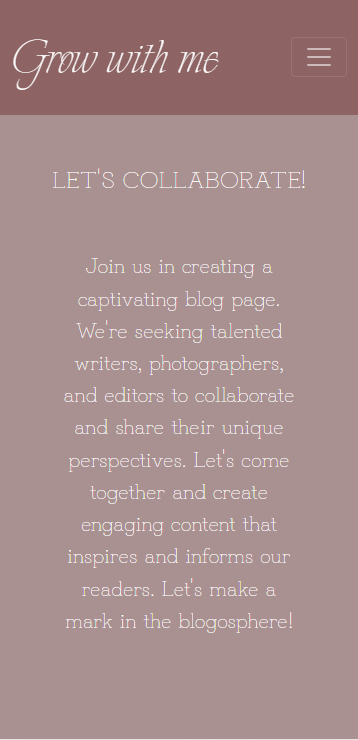 Grow with me
LET'S COLLABORATE!
Join us in creating a
captivating blog page.
We're seeking talented
writers, photographers,
and editors to collaborate
and share their unique
perspectives. Let's come
together and create
engaging content that
inspires and informs our
readers. Let's make a
mark in the blogosphere!